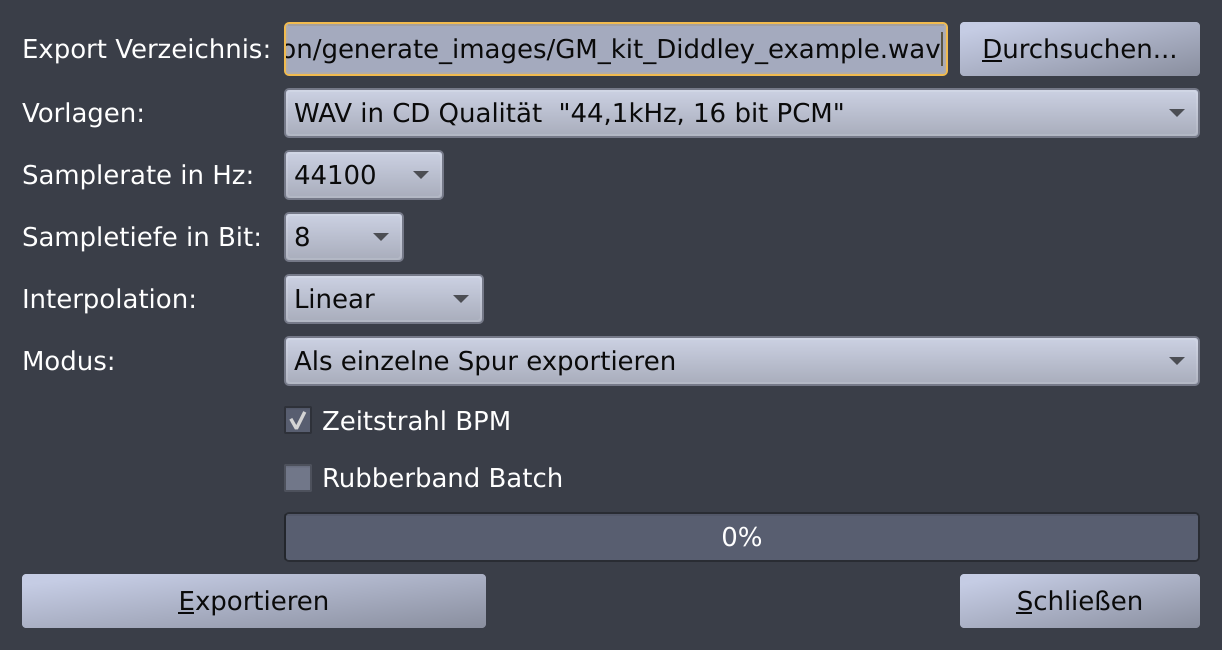 Export Verzeichnis: on/generate_images/GM_kit_Diddley_example.wav Durchsuchen...
Vorlagen: WAV in CD Qualität  "44,1kHz, 16 bit PCM"
Samplerate in Hz: 44100
Sampletiefe in Bit: 8
Interpolation: Linear
Modus: Als einzelne Spur exportieren
Zeitstrahl BPM
Rubberband Batch
0%
Exportieren Schließen